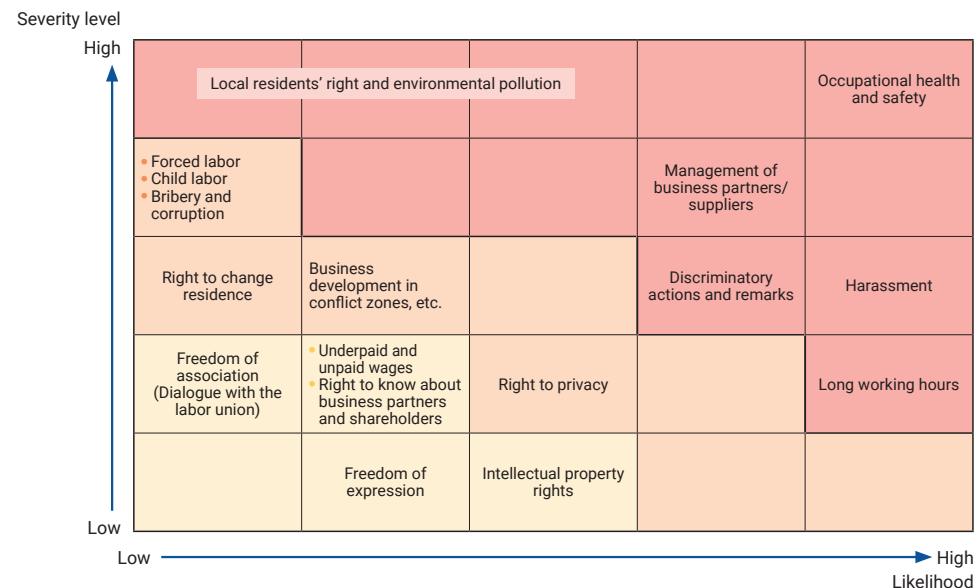 Severity level
High
Local residents’ right and environmental pollution
Occupational health
and safety
• Forced labor
• Child labor
• Bribery and
corruption
Management of
business partners/
suppliers
Right to change
residence
Business
development in
conflict zones, etc.
Discriminatory
actions and remarks
Harassment
Freedom of
association
(Dialogue with the
labor union)
• Underpaid and
unpaid wages
• Right to know about
business partners
and shareholders
Right to privacy
Long working hours
Freedom of
expression
Intellectual property
rights
Low
Low
High
Likelihood